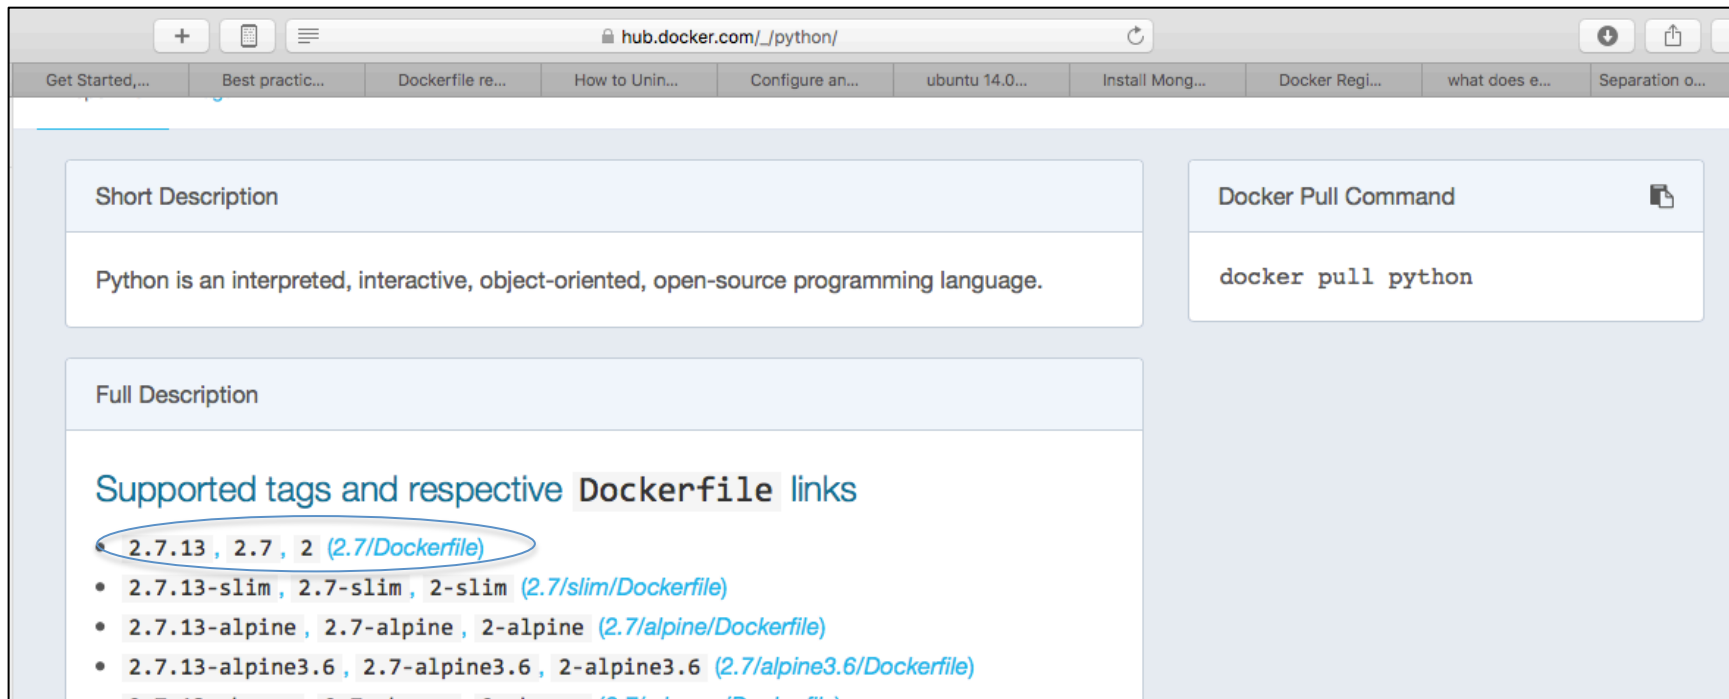 hub.docker.com/_/python/
Get Started,...
Best practic...
Dockerfile re...
How to Unin...
Configure an...
ubuntu 14.0...
Install Mong...
Docker Regi...
what does e...
Separation o...
Short Description
Python is an interpreted, interactive, object-oriented, open-source programming language.
Docker Pull Command
docker pull python
Full Description
Supported tags and respective Dockerfile links
• 2.7.13, 2.7, 2 (2.7/Dockerfile)
• 2.7.13-slim, 2.7-slim, 2-slim (2.7/slim/Dockerfile)
• 2.7.13-alpine, 2.7-alpine, 2-alpine (2.7/alpine/Dockerfile)
• 2.7.13-alpine3.6, 2.7-alpine3.6, 2-alpine3.6 (2.7/alpine3.6/Dockerfile)